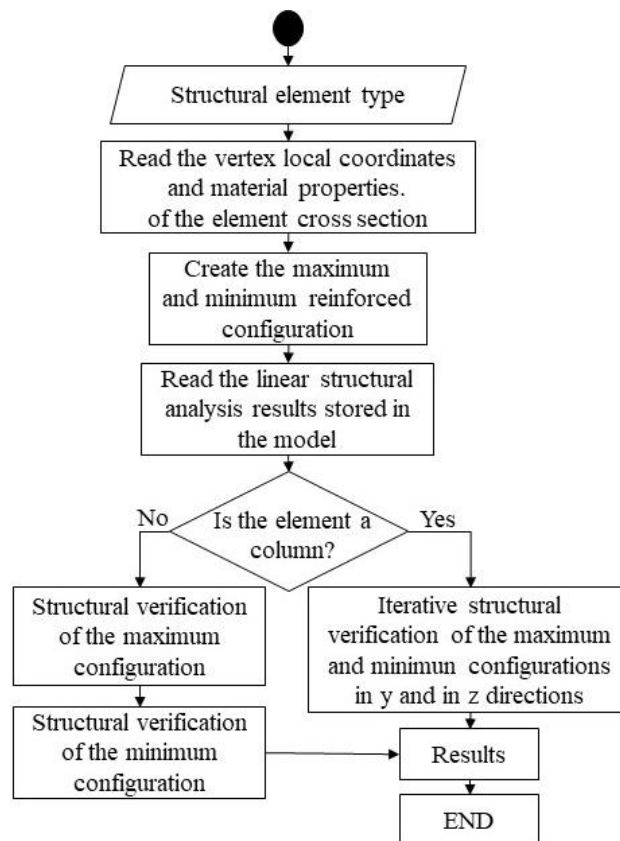 Structural element type
Read the vertex local coordinates
and material properties.
of the element cross section
Create the maximum
and minimum reinforced
configuration
Read the linear structural
analysis results stored in
the model
No
Is the element a
column?
Yes
Structural verification
of the maximum
configuration
Iterative structural
verification of the maximum
and minimun configurations
in y and in z directions
Structural verification
of the minimum
configuration
Results
END